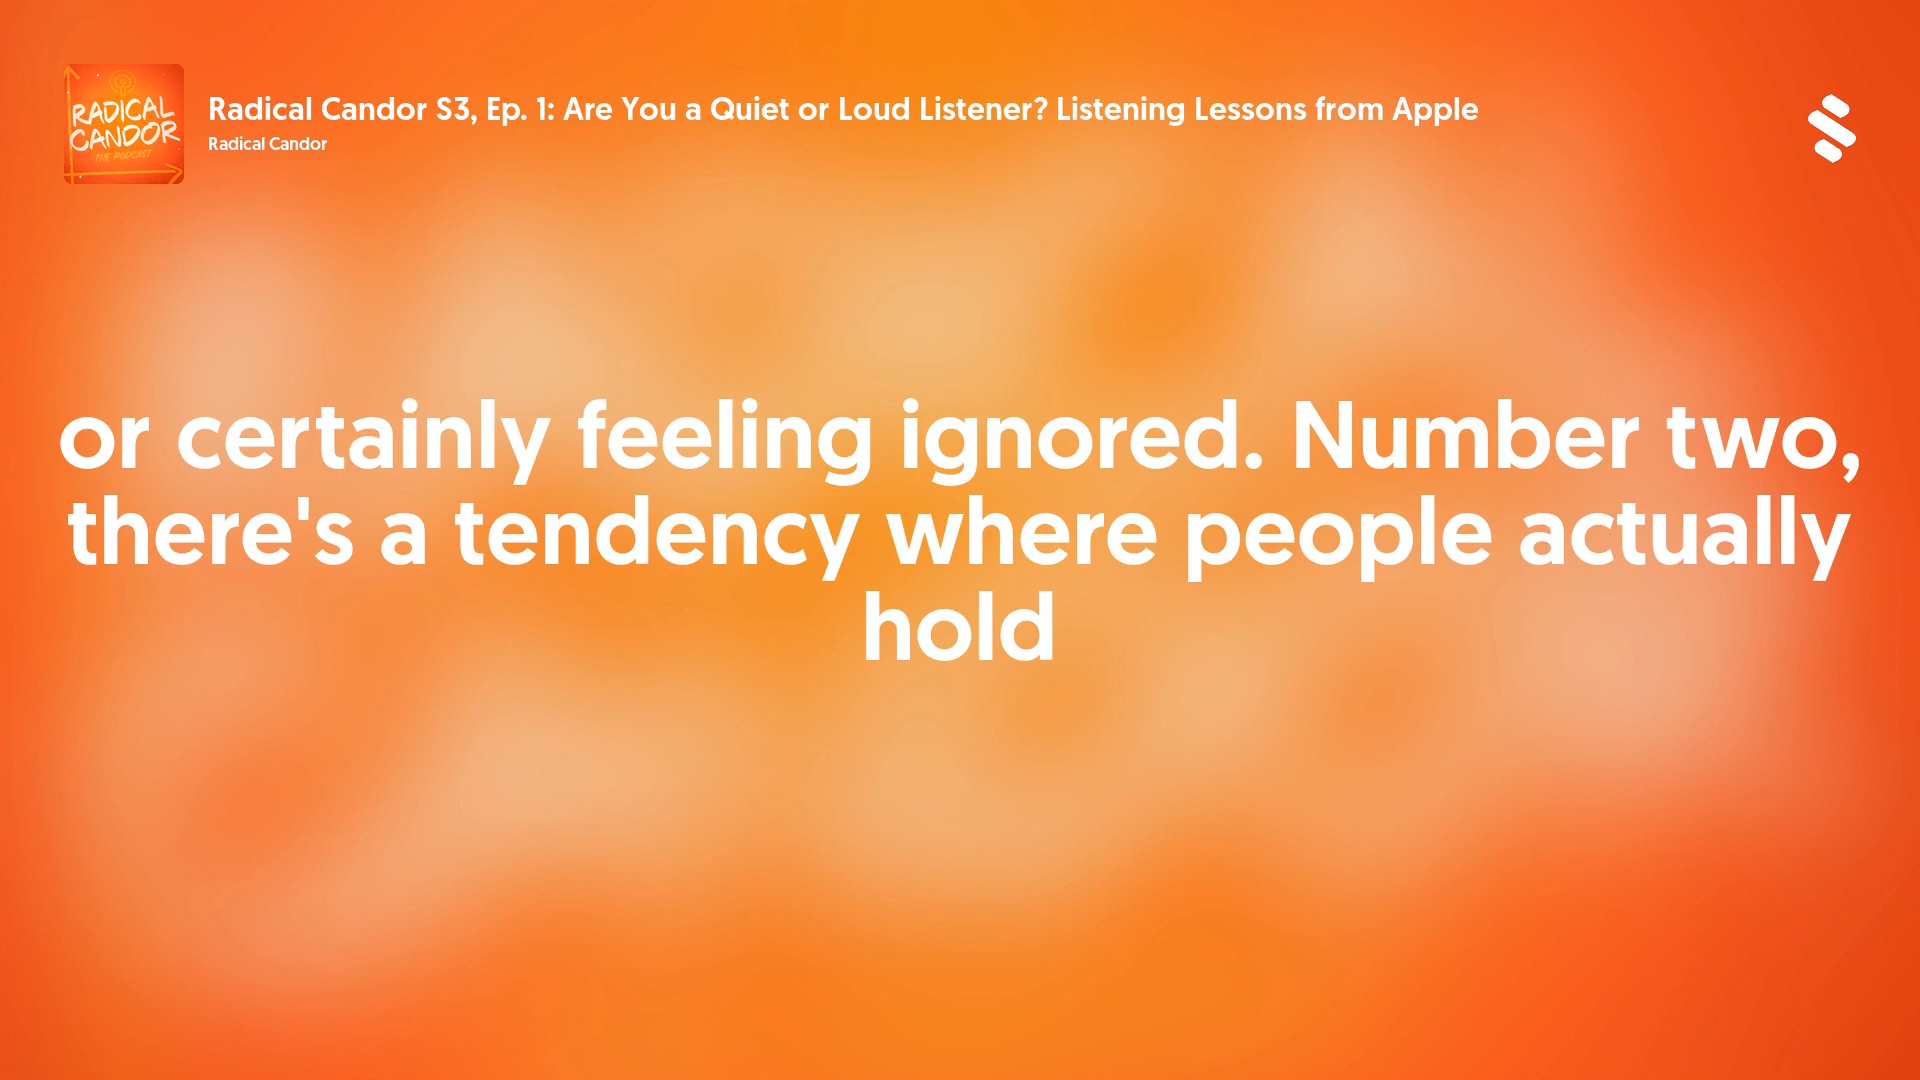 RADICAL
CANDOR
THE PODCAST
Radical Candor S3, Ep. 1: Are You a Quiet or Loud Listener? Listening Lessons from Apple
Radical Candor
or certainly feeling ignored. Number two,
there's a tendency where people actually
hold